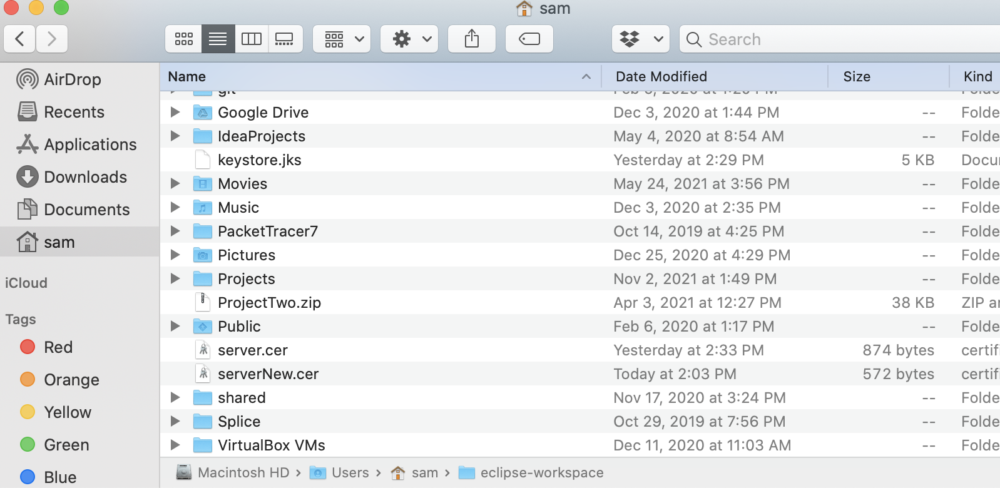 sam
Search
AirDrop
Recents
Applications
Downloads
Documents
sam
iCloud
Tags
Red
Orange
Yellow
Green
Blue
Name Date Modified Size Kind
git
Google Drive Dec 3, 2020 at 1:44 PM -- Folde
IdeaProjects May 4, 2020 at 8:54 AM -- Folde
keystore.jks Yesterday at 2:29 PM 5 KB Docu
Movies May 24, 2021 at 3:56 PM -- Folde
Music Dec 3, 2020 at 2:35 PM -- Folde
PacketTracer7 Oct 14, 2019 at 4:25 PM -- Folde
Pictures Dec 25, 2020 at 4:29 PM -- Folde
Projects Nov 2, 2021 at 1:49 PM -- Folde
ProjectTwo.zip Apr 3, 2021 at 12:27 PM 38 KB ZIP a
Public Feb 6, 2020 at 1:17 PM -- Folde
server.cer Yesterday at 2:33 PM 874 bytes certif
serverNew.cer Today at 2:03 PM 572 bytes certif
shared Nov 17, 2020 at 3:24 PM -- Folde
Splice Oct 29, 2019 at 7:56 PM -- Folde
VirtualBox VMs Dec 11, 2020 at 11:03 AM -- Folde
Macintosh HD › Users › sam › eclipse-workspace